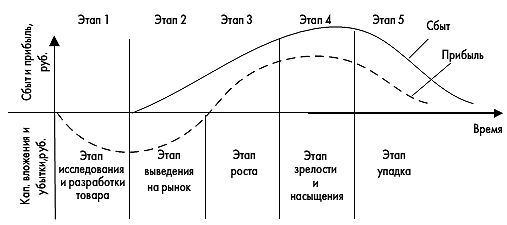 Этап 1
Этап 2
Этап 3
Этап 4
Этап 5
Сбыт и прибыль,
руб.
Сбыт
Прибыль
Время
Кап. вложения и
убытки,руб.
Этап
исследования
и разработки
товара
Этап
выведения
на рынок
Этап
роста
Этап
зрелости
и
насыщения
Этап
упадка